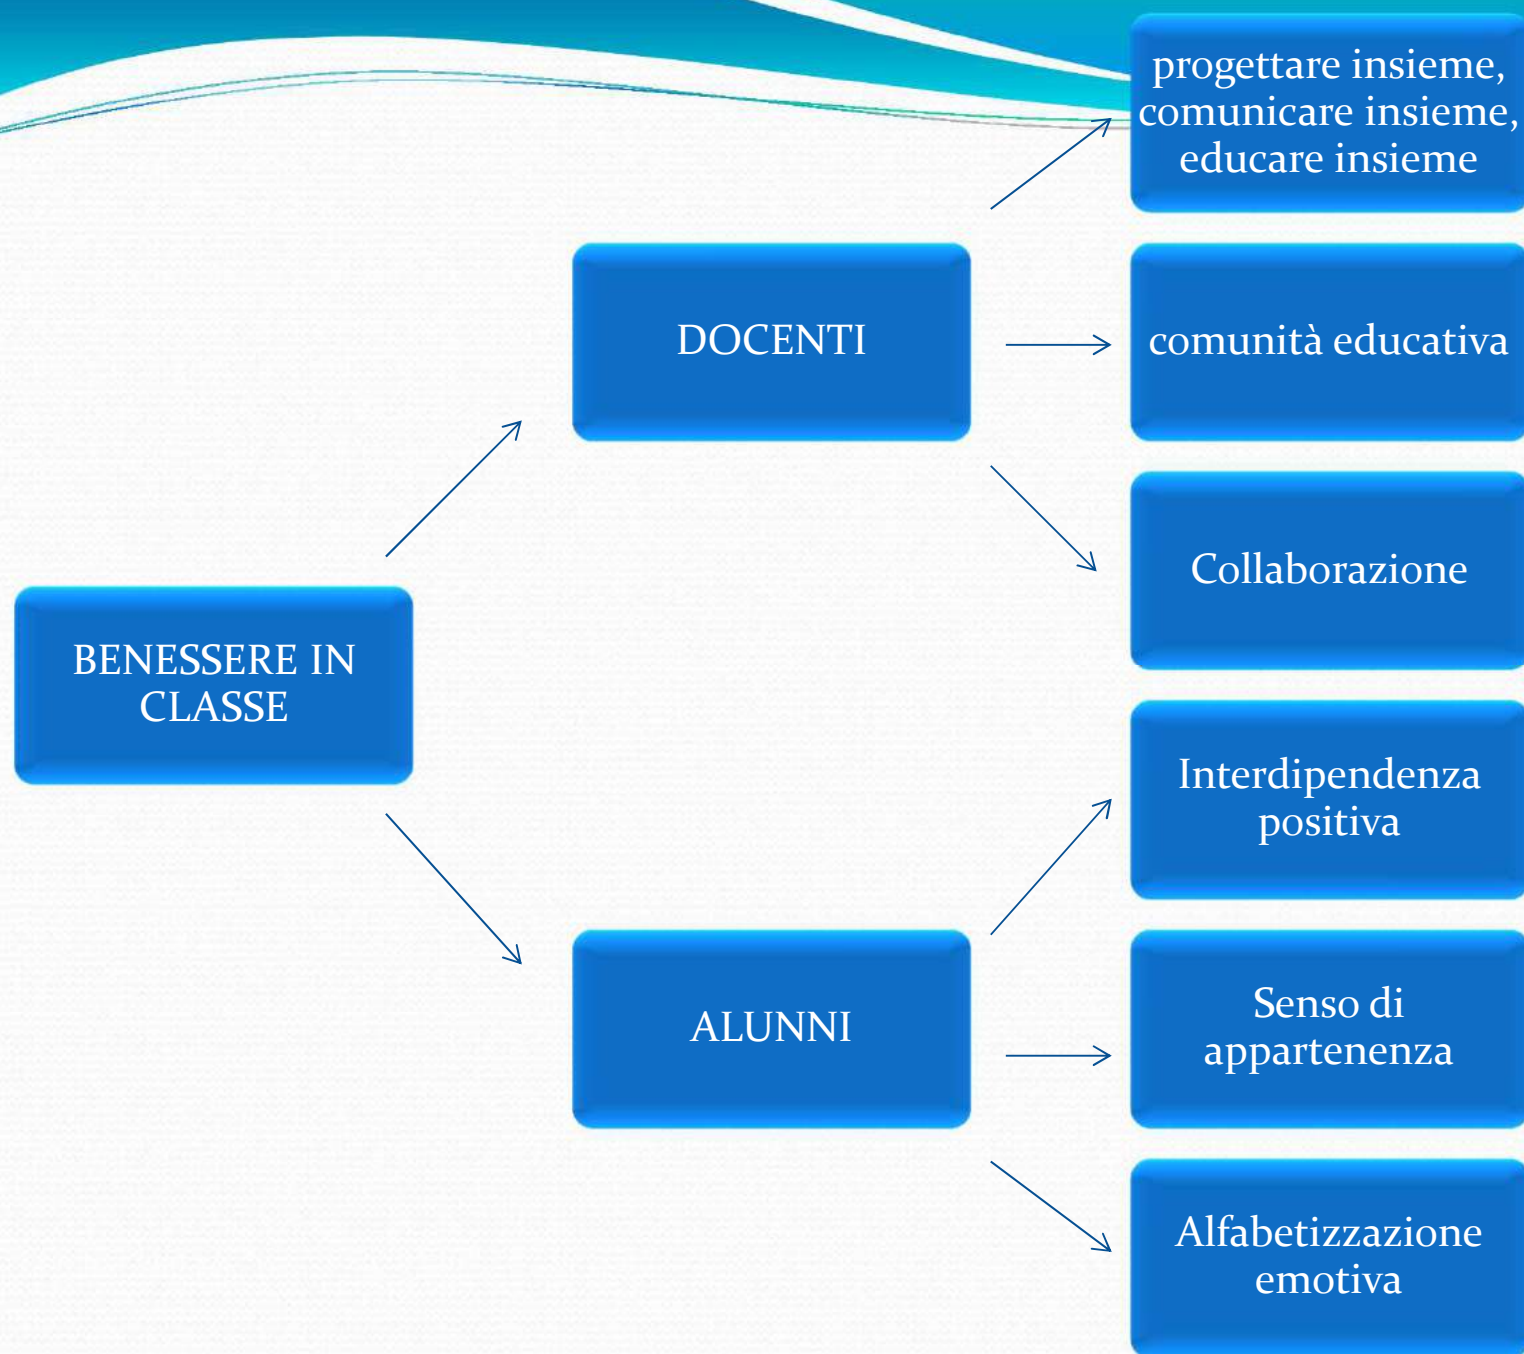 progettare insieme,
comunicare insieme,
educare insieme
DOCENTI
comunità educativa
Collaborazione
BENESSERE IN
CLASSE
Interdipendenza
positiva
ALUNNI
Senso di
appartenenza
Alfabetizzazione
emotiva